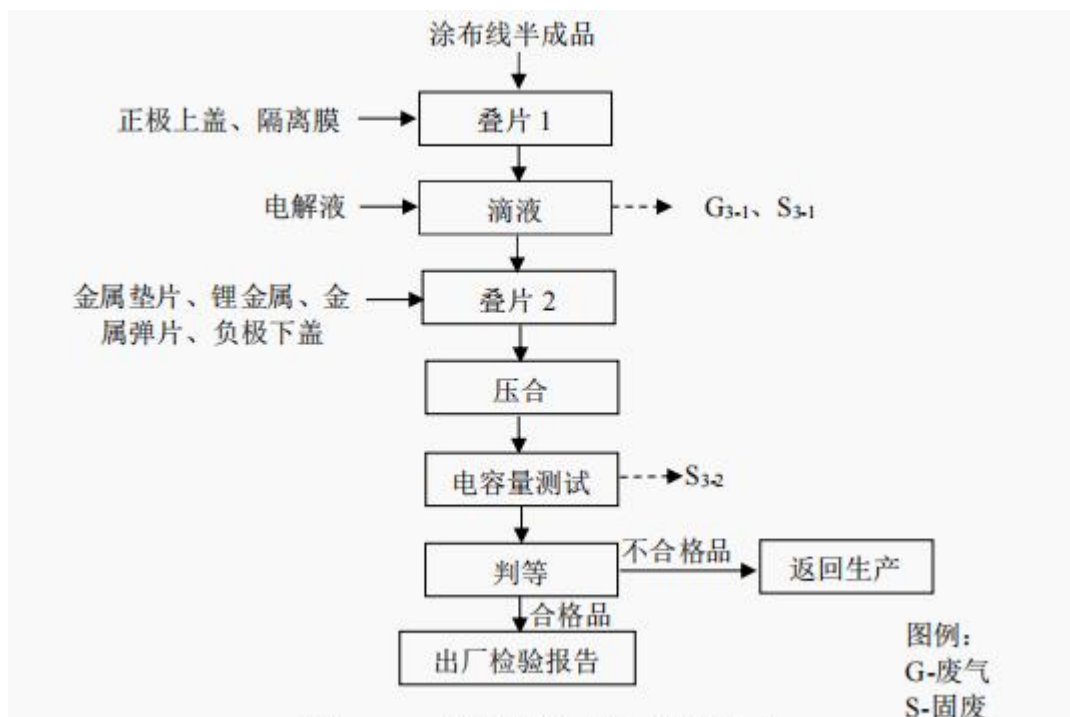 涂布线半成品
正极上盖、隔离膜
叠片 1
电解液
滴液
G3-1、S3-1
金属垫片、锂金属、金
属弹片、负极下盖
叠片 2
压合
电容量测试
S3-2
判等
不合格品
返回生产
合格品
出厂检验报告
图例：
G-废气
S-固废